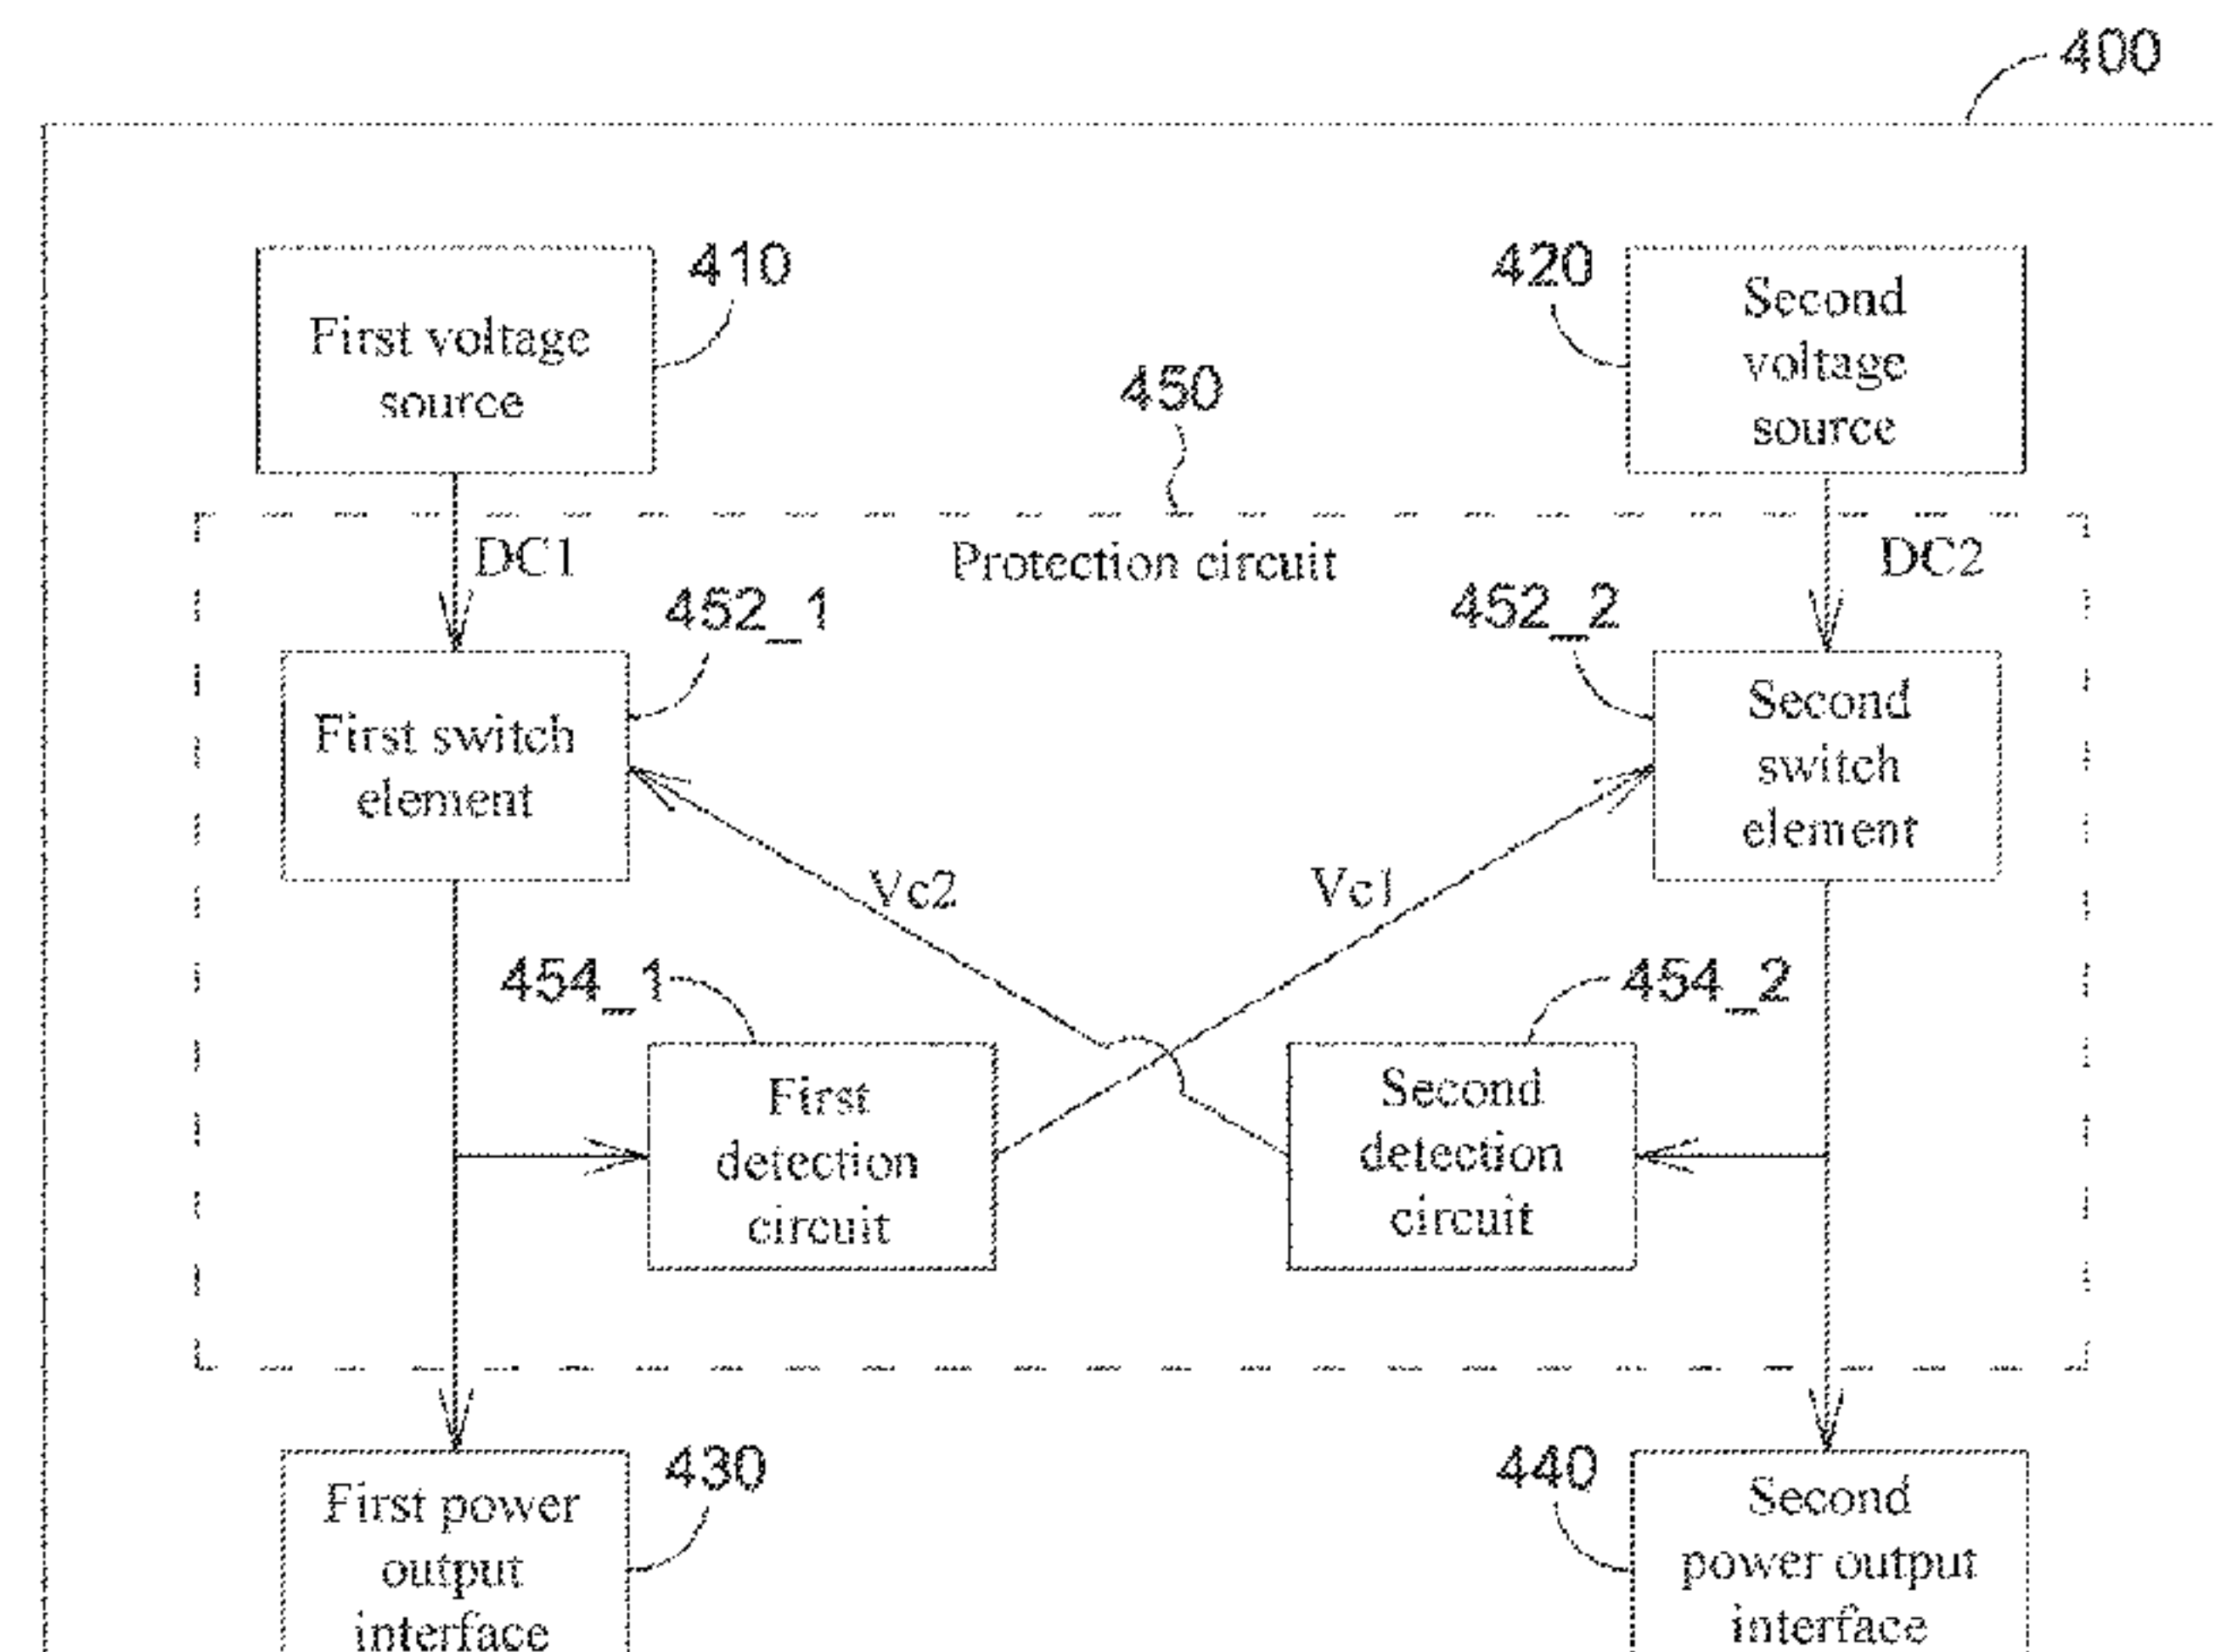 400
410
First voltage
source
420
Second
voltage
source
450
DC1
Protection circuit
DC2
452_1
452_2
First switch
element
Second
switch
element
Vc2
Vc1
454_1
454_2
First
detection
circuit
Second
detection
circuit
430
First power
output
interface
440
Second
power output
interface